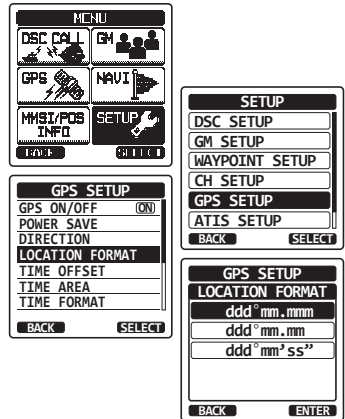 MENU
DSC CALL
GM
GPS
NAVI
MMSI/POS
INFO
SETUP
BACK
SELECT
SETUP
DSC SETUP
GM SETUP
WAYPOINT SETUP
CH SETUP
GPS SETUP
ATIS SETUP
BACK
SELECT
GPS SETUP
GPS ON/OFF
ON
POWER SAVE
DIRECTION
LOCATION FORMAT
TIME OFFSET
TIME AREA
TIME FORMAT
BACK
SELECT
GPS SETUP
LOCATION FORMAT
ddd°mm.mmm
ddd°mm.mm
ddd°mm’ss”
BACK
ENTER